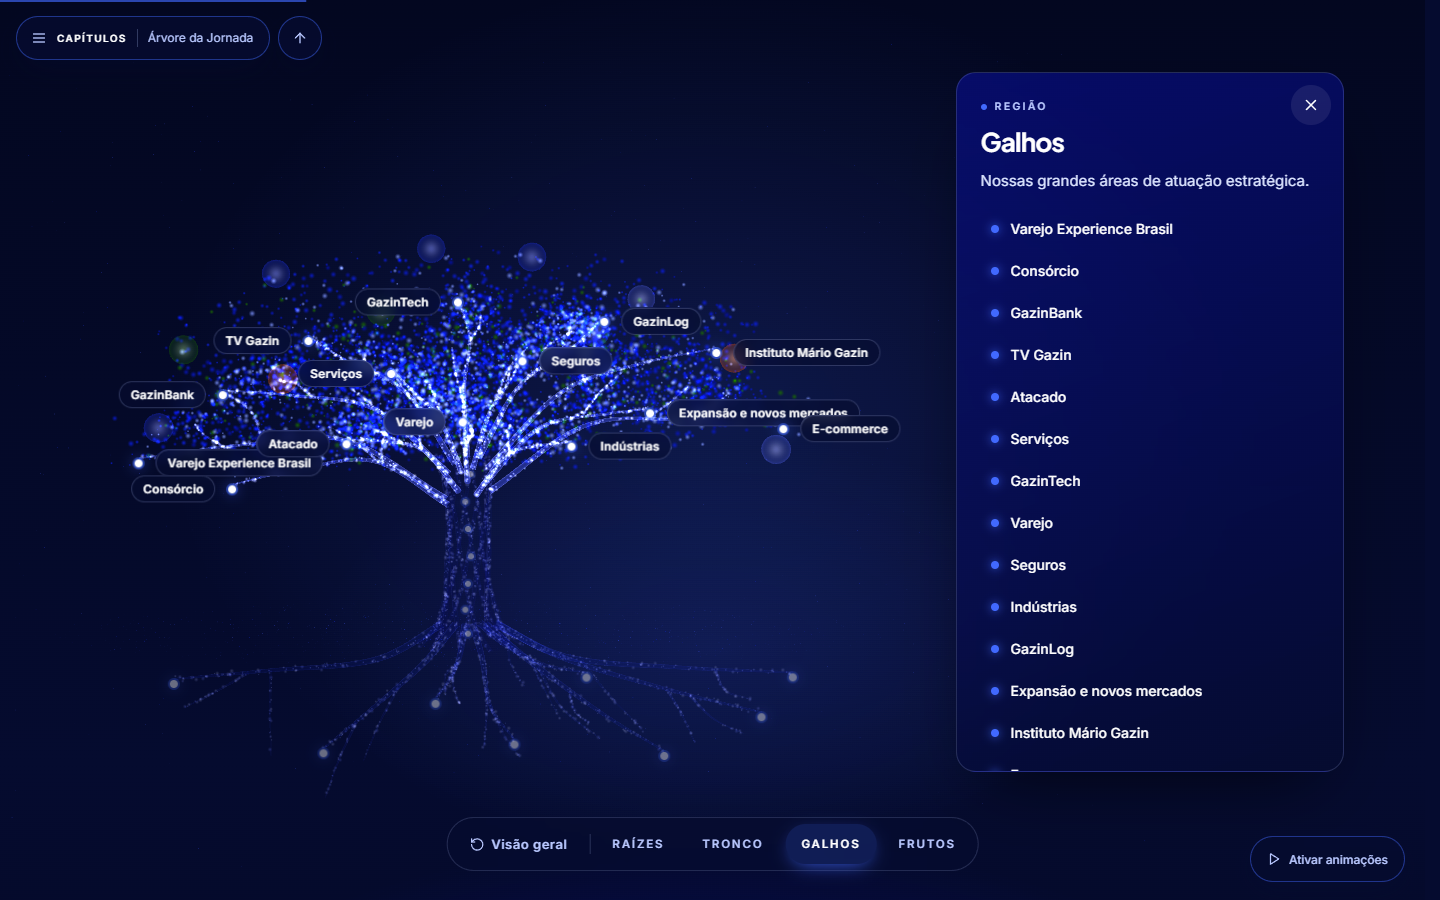 CAPÍTULOS
Árvore da Jornada
REGIÃO
Galhos
Nossas grandes áreas de atuação estratégica.
Varejo Experience Brasil
Consórcio
GazinBank
TV Gazin
Atacado
Serviços
GazinTech
Varejo
Seguros
Indústrias
GazinLog
Expansão e novos mercados
Instituto Mário Gazin
GazinTech
GazinLog
TV Gazin
Instituto Mário Gazin
Seguros
Serviços
GazinBank
Expansão e novos mercados
Varejo
E-commerce
Atacado
Indústrias
Varejo Experience Brasil
Consórcio
Visão geral
RAÍZES
TRONCO
GALHOS
FRUTOS
Ativar animações